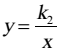 y = k₂/x